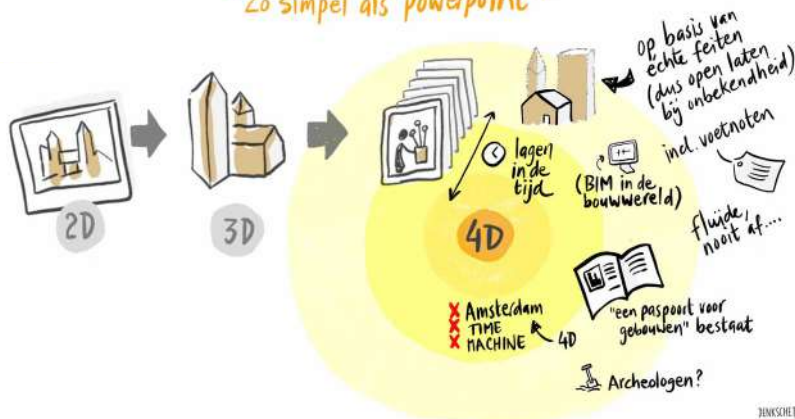 Zo simpel als powerpoint
2D
3D
4D
lagen
in de
tijd
op basis van
échte feiten
(dus open laten
bij onbekendheid)
(BIM in de
bouwwereld)
incl. voetnoten
fluïde,
nooit af....
X Amsterdam
X TIME
X MACHINE
4D
"een paspoort voor
gebouwen" bestaat
Archeologen?